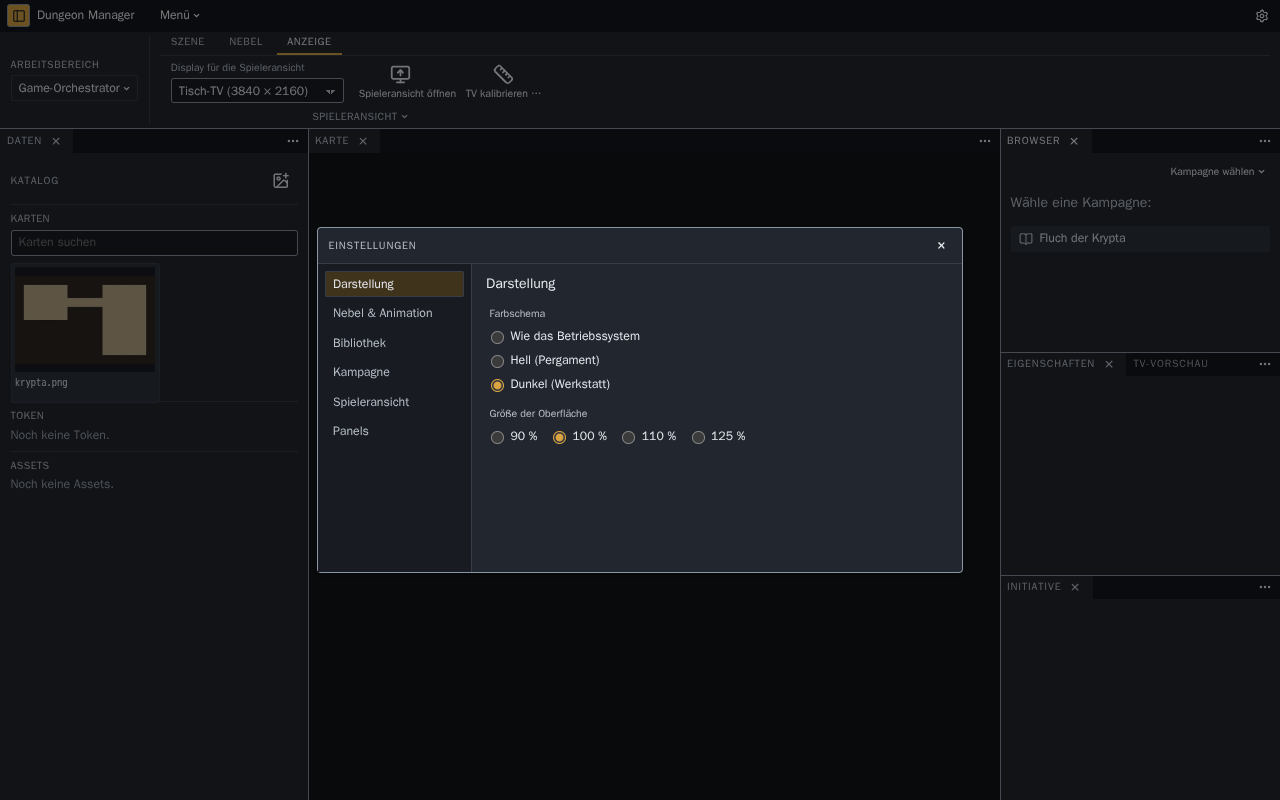 Dungeon Manager
Menü
SZENE
NEBEL
ANZEIGE
ARBEITSBEREICH
Game-Orchestrator
Display für die Spieleransicht
Tisch-TV (3840 × 2160)
Spieleransicht öffnen
TV kalibrieren ···
SPIELERANSICHT
DATEN
KARTE
BROWSER
KATALOG
Kampagne wählen
Wähle eine Kampagne:
Fluch der Krypta
KARTEN
Karten suchen
krypta.png
TOKEN
Noch keine Token.
ASSETS
Noch keine Assets.
EINSTELLUNGEN
Darstellung
Nebel & Animation
Bibliothek
Kampagne
Spieleransicht
Panels
Darstellung
Farbschema
Wie das Betriebssystem
Hell (Pergament)
Dunkel (Werkstatt)
Größe der Oberfläche
90 % 100 % 110 % 125 %
EIGENSCHAFTEN
TV-VORSCHAU
INITIATIVE